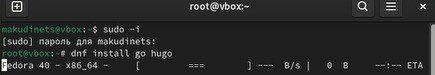 root@vbox:~
makudinets@vbox:~$ sudo -i
[sudo] пароль для makudinets:
root@vbox:~# dnf install go hugo
Fedora 40 - x86_64 - [ === ] --- B/s | 0 B --:-- ETA